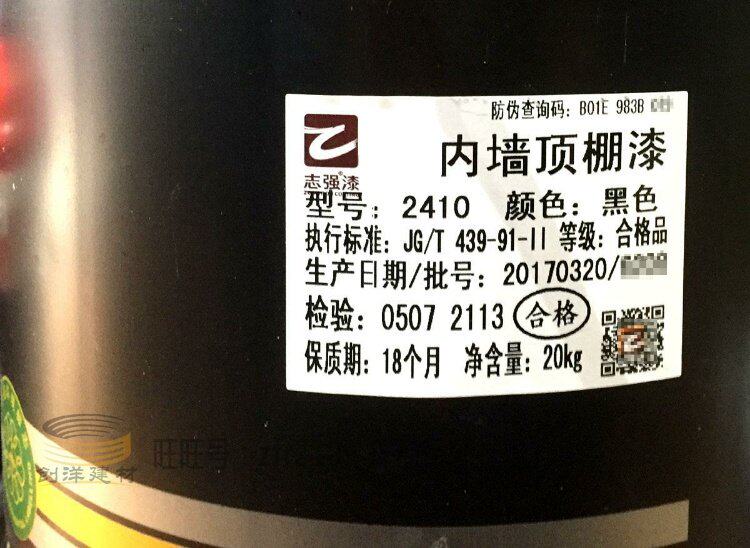 防伪查询码：B01E 983B
内墙顶棚漆
志强漆
型号：2410 颜色：黑色
执行标准：JG/T 439-91-II 等级：合格品
生产日期/批号：20170320/
检验：0507 2113 合格
保质期：18个月 净含量：20kg
创洋建材
旺旺号